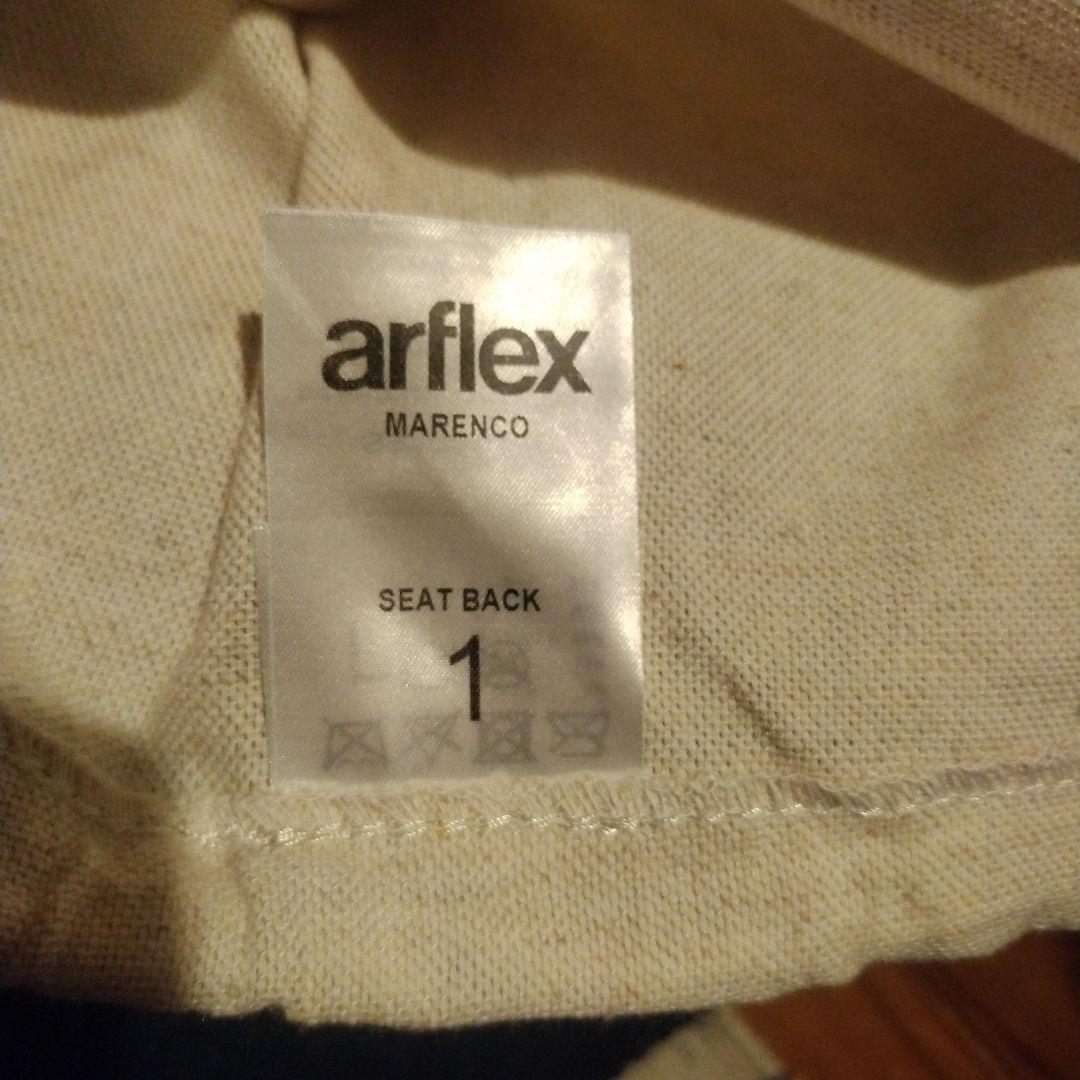 arflex
MARENCO
SEAT BACK
1